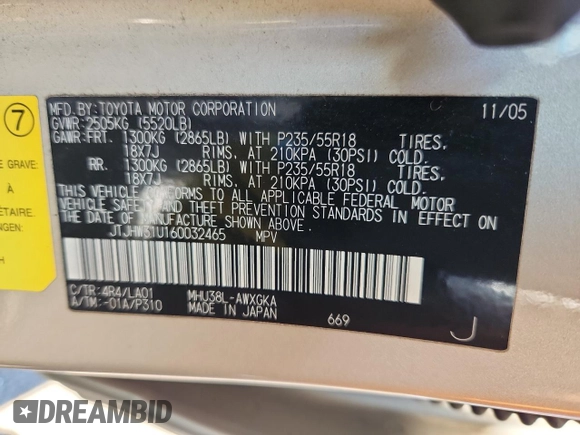 MFD.BY:TOYOTA MOTOR CORPORATION 11/05
GVWR:2505KG (5520LB)
GAWR:FRT. 1300KG (2865LB) WITH P235/55R18 TIRES,
18X7J RIMS, AT 210KPA (30PSI) COLD.
RR. 1300KG (2865LB) WITH P235/55R18 TIRES,
18X7J RIMS, AT 210KPA (30PSI) COLD.
THIS VEHICLE CONFORMS TO ALL APPLICABLE FEDERAL MOTOR
VEHICLE SAFETY AND THEFT PREVENTION STANDARDS IN EFFECT ON
THE DATE OF MANUFACTURE SHOWN ABOVE.
JTJHW31U160032465 MPV
C/TR:4R4/LA01 MHU38L-AWXGKA
A/TM:-01A/P310 MADE IN JAPAN
669
J
7
E GRAVE.
À
ÉTAIRE.
NGEN:
H
DREAMBID